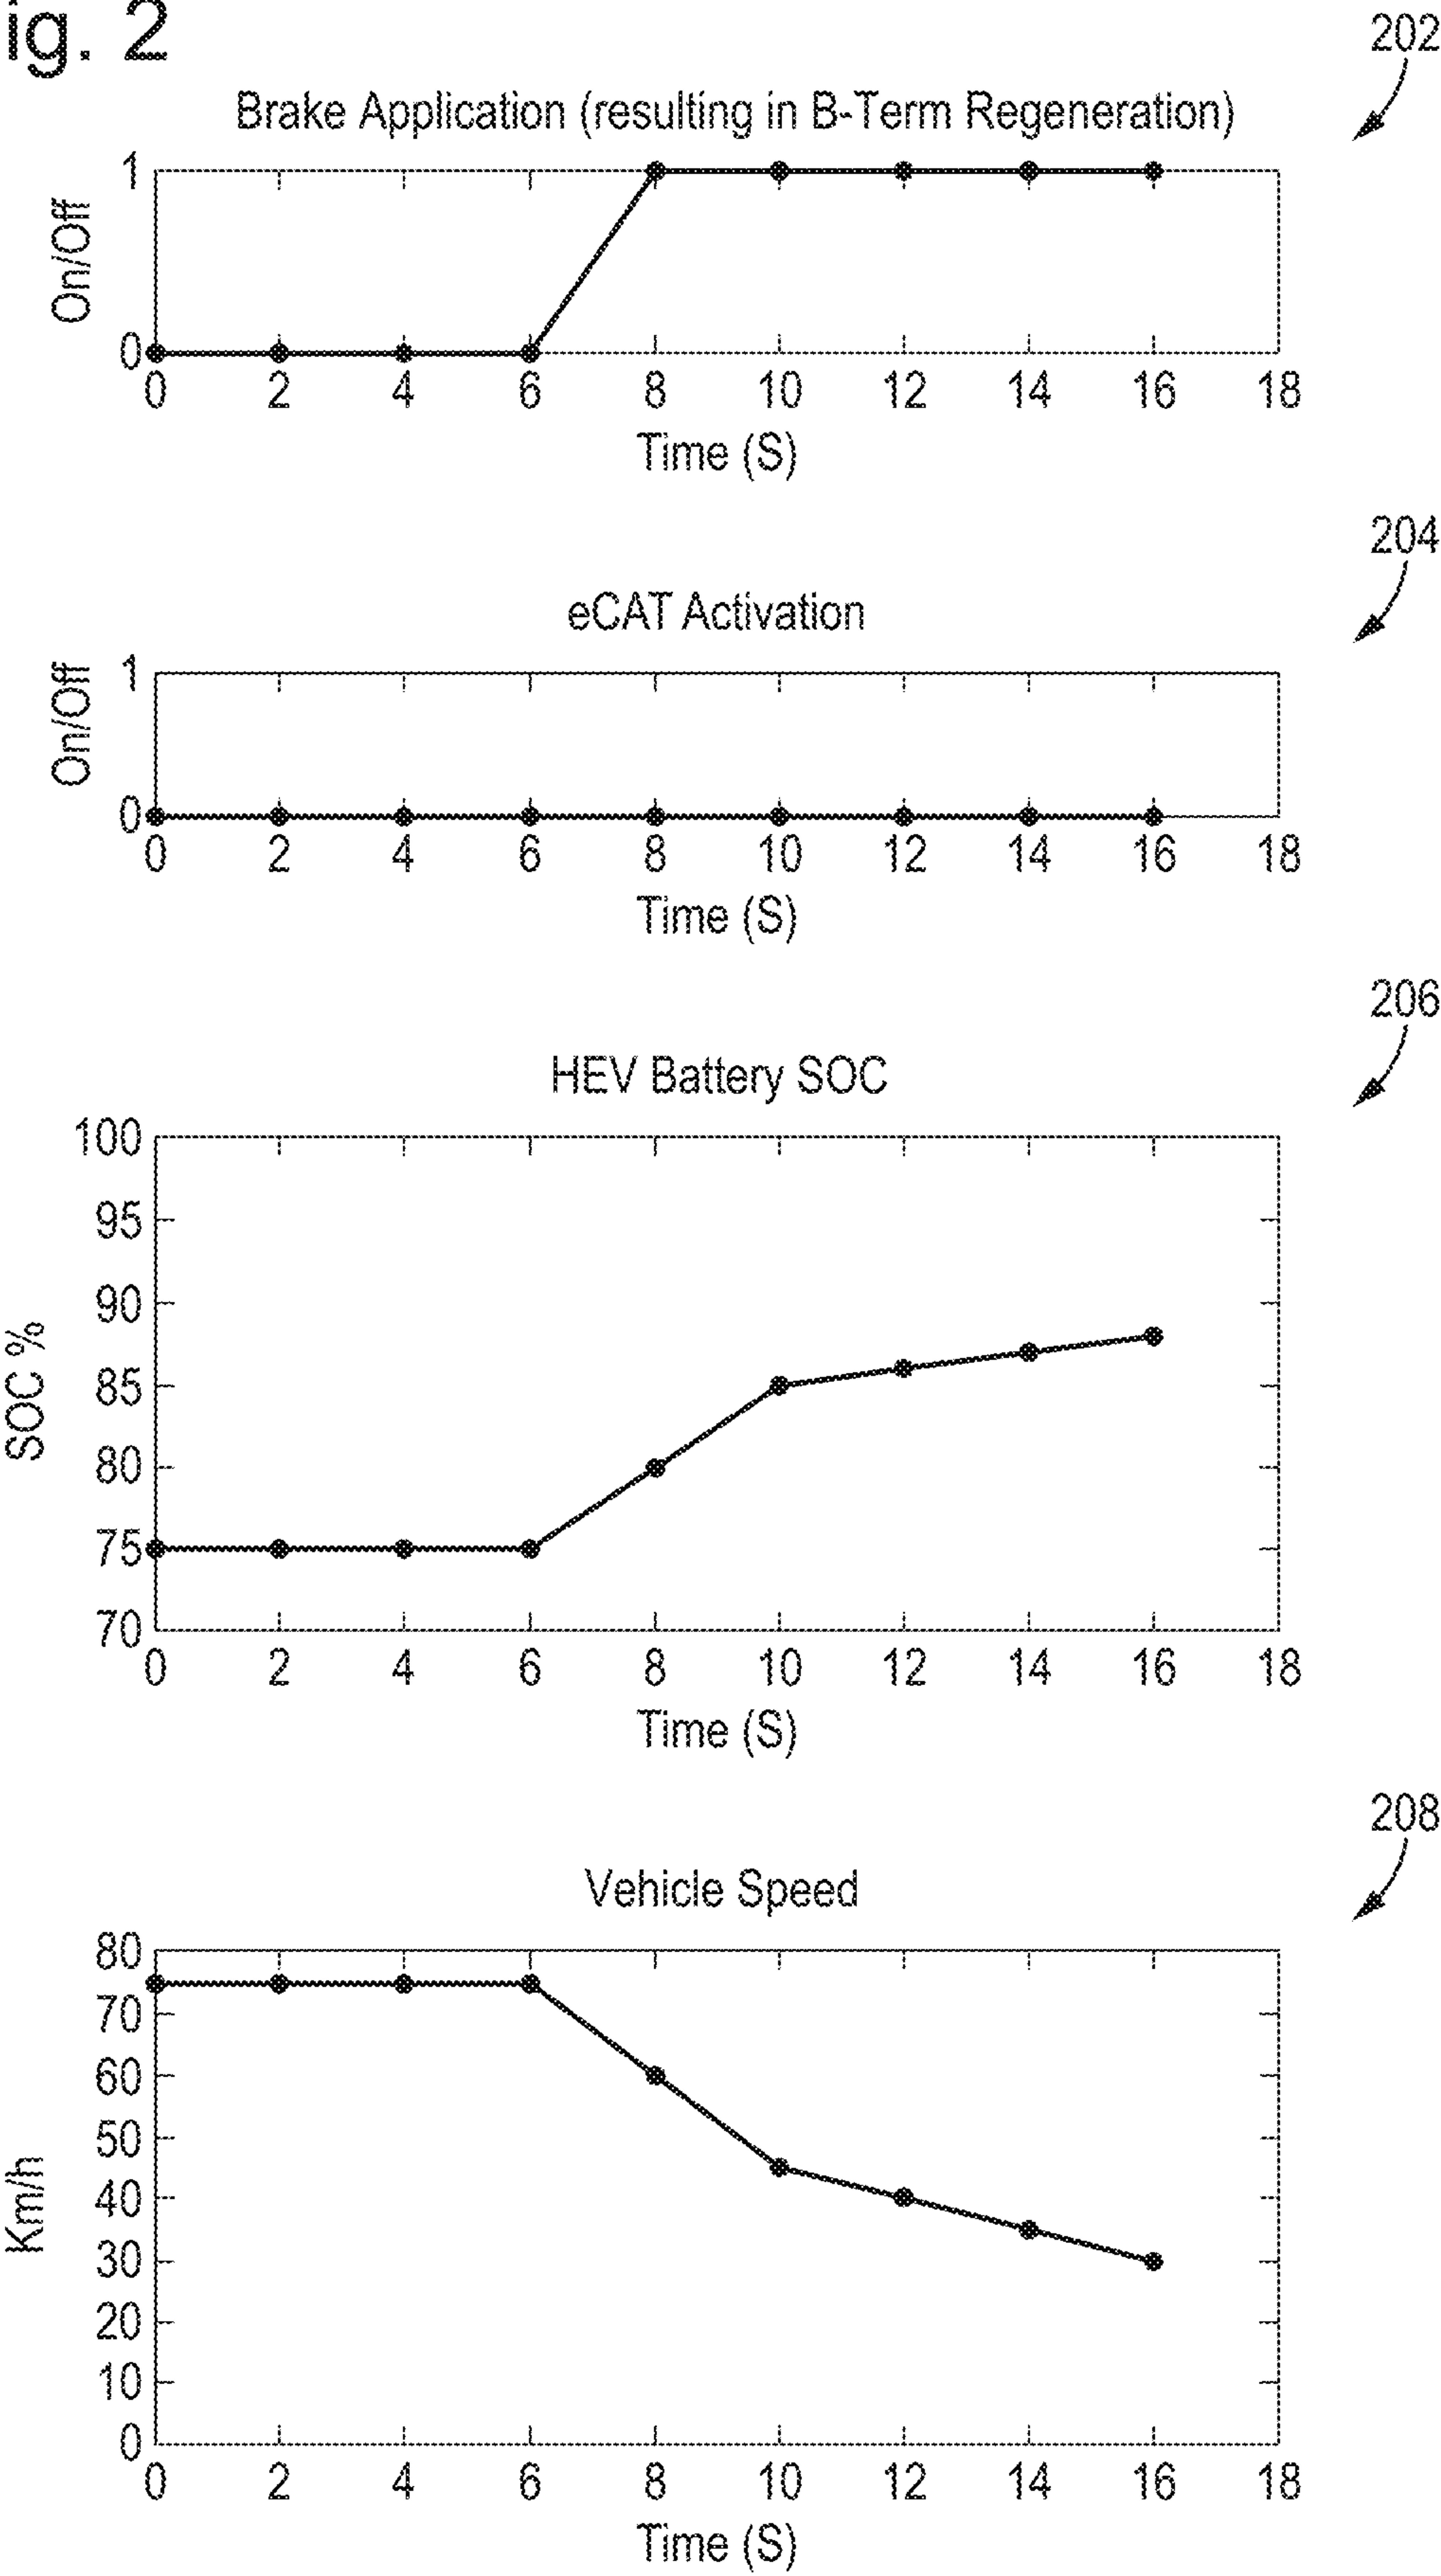 ig. 2
202
Brake Application (resulting in B-Term Regeneration)
1
On/Off
0
0 2 4 6 8 10 12 14 16 18
Time (S)
204
eCAT Activation
1
On/Off
0
0 2 4 6 8 10 12 14 16 18
Time (S)
206
HEV Battery SOC
100
95
90
85
80
75
70
SOC %
0 2 4 6 8 10 12 14 16 18
Time (S)
208
Vehicle Speed
80
70
60
50
40
30
20
10
0
Km/h
0 2 4 6 8 10 12 14 16 18
Time (S)